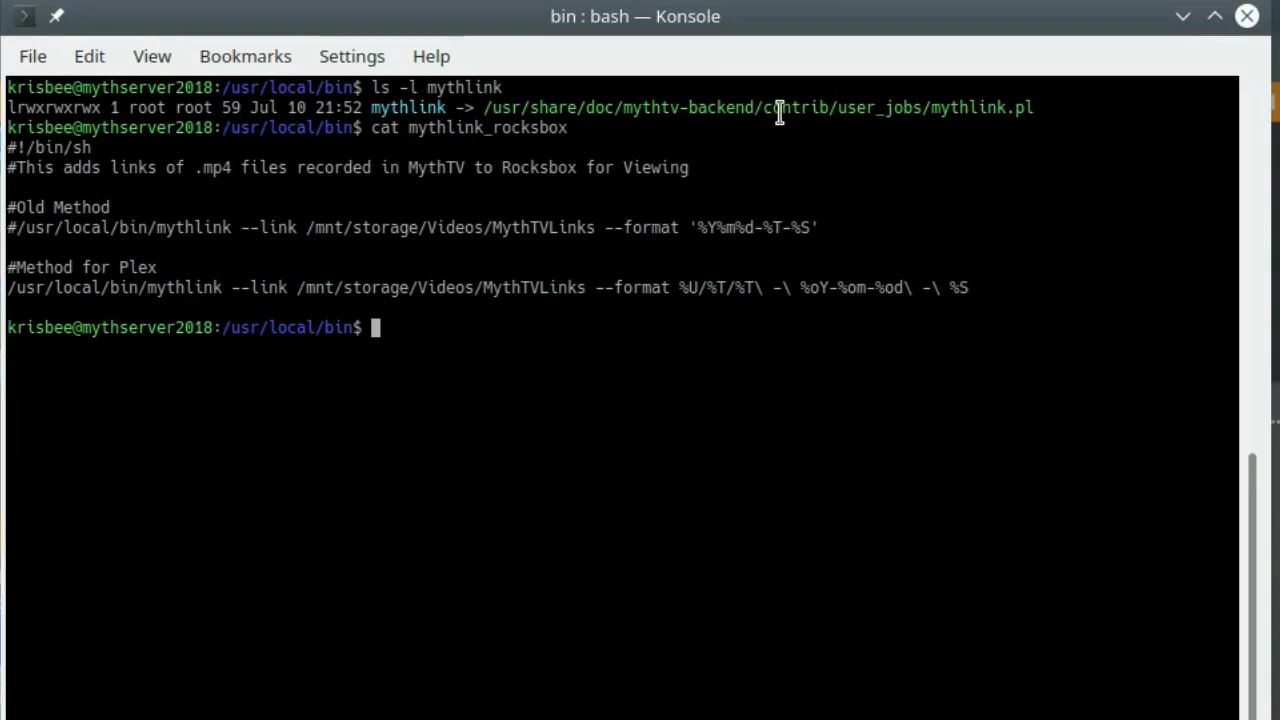 bin : bash — Konsole
File Edit View Bookmarks Settings Help
krisbee@mythserver2018:/usr/local/bin$ ls -l mythlink
lrwxrwxrwx 1 root root 59 Jul 10 21:52 mythlink -> /usr/share/doc/mythtv-backend/contrib/user_jobs/mythlink.pl
krisbee@mythserver2018:/usr/local/bin$ cat mythlink_rocksbox
#!/bin/sh
#This adds links of .mp4 files recorded in MythTV to Rocksbox for Viewing
#Old Method
#/usr/local/bin/mythlink --link /mnt/storage/Videos/MythTVLinks --format '%Y%m%d-%T-%S'
#Method for Plex
/usr/local/bin/mythlink --link /mnt/storage/Videos/MythTVLinks --format %U/%T/%T\ -\ %oY-%om-%od\ -\ %S
krisbee@mythserver2018:/usr/local/bin$